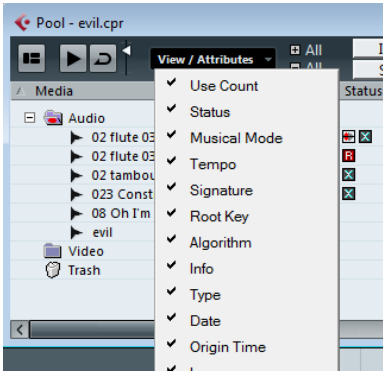 Pool - evil.cpr
View / Attributes
All
All
Media
Status
Use Count
Status
Musical Mode
Tempo
Signature
Root Key
Algorithm
Info
Type
Date
Origin Time
Audio
02 flute 03
02 flute 03
R
02 tambou
023 Const
08 Oh I'm
evil
Video
Trash